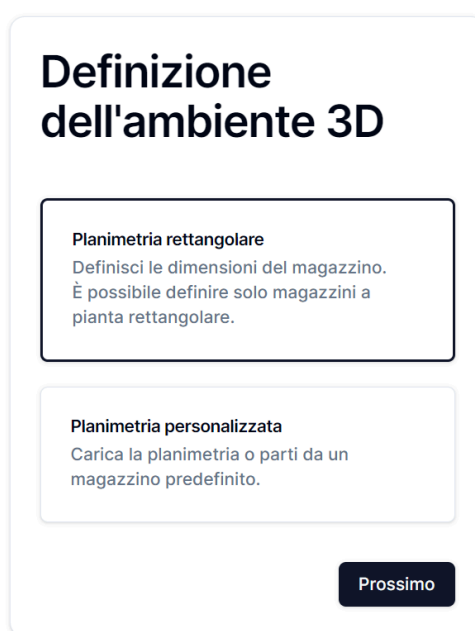 Definizione
dell'ambiente 3D
Planimetria rettangolare
Definisci le dimensioni del magazzino.
È possibile definire solo magazzini a
pianta rettangolare.
Planimetria personalizzata
Carica la planimetria o parti da un
magazzino predefinito.
Prossimo